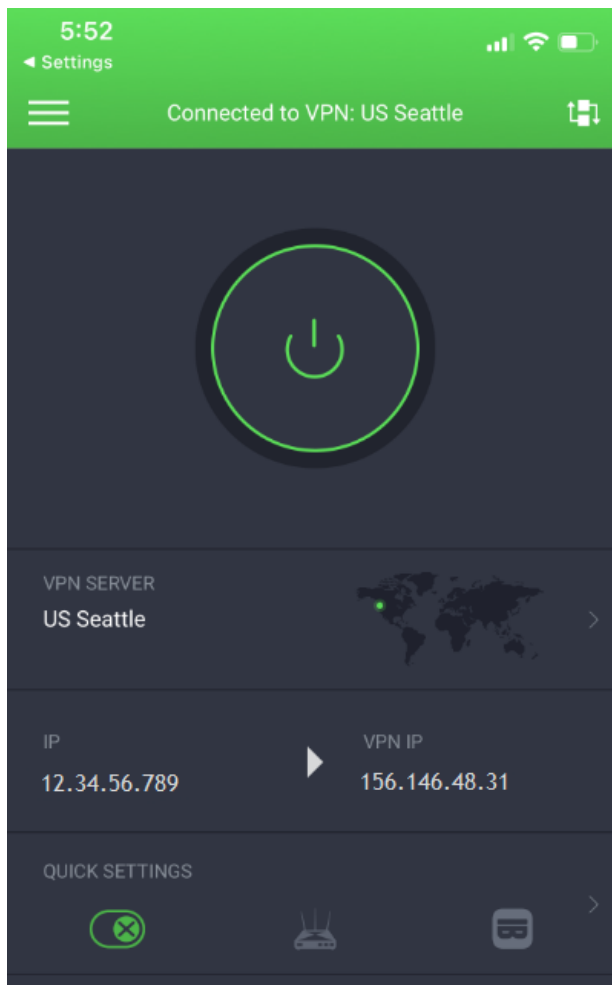 5:52
◀ Settings
Connected to VPN: US Seattle
VPN SERVER
US Seattle
IP
12.34.56.789
VPN IP
156.146.48.31
QUICK SETTINGS